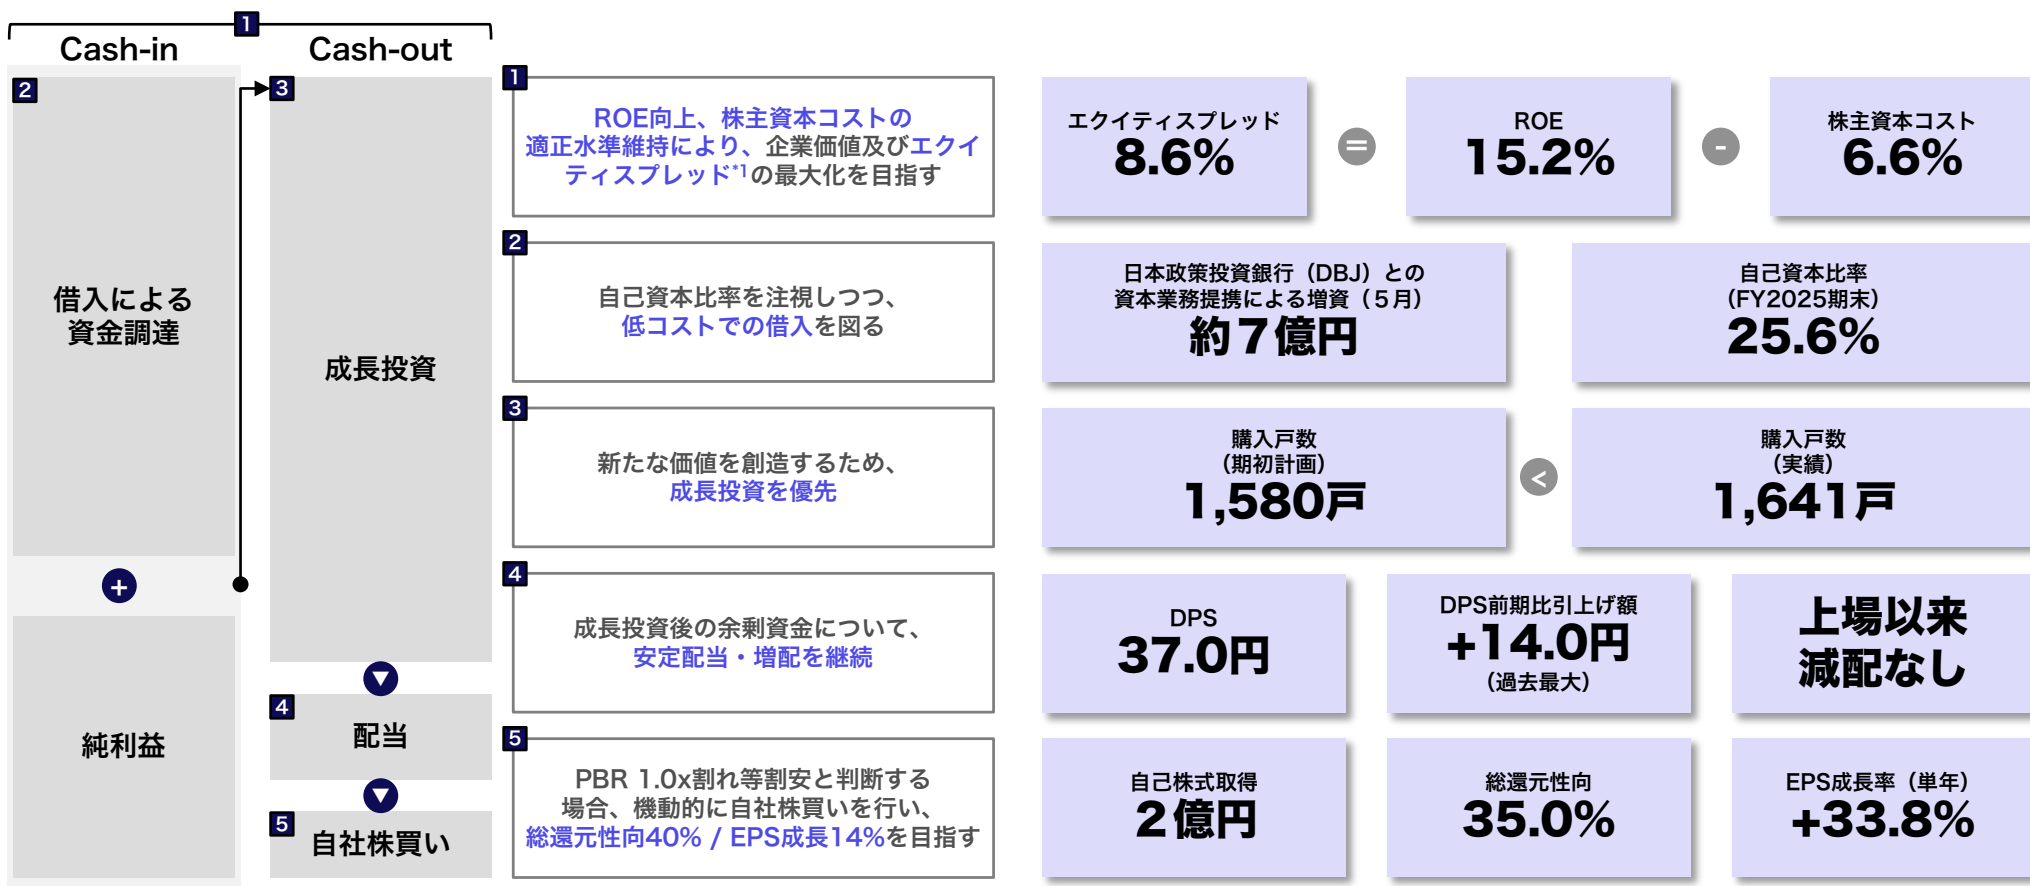 1
Cash-in
Cash-out
2
借入による
資金調達
+
純利益
3
成長投資
▼
4
配当
▼
5
自社株買い
1
ROE向上、株主資本コストの
適正水準維持により、企業価値及びエクイ
ティスプレッド*1の最大化を目指す
エクイティスプレッド
8.6%
=
ROE
15.2%
-
株主資本コスト
6.6%
2
自己資本比率を注視しつつ、
低コストでの借入を図る
日本政策投資銀行（DBJ）との
資本業務提携による増資（５月）
約７億円
自己資本比率
（FY2025期末）
25.6%
3
新たな価値を創造するため、
成長投資を優先
購入戸数
（期初計画）
1,580戸
<
購入戸数
（実績）
1,641戸
4
成長投資後の余剰資金について、
安定配当・増配を継続
DPS
37.0円
DPS前期比引上げ額
+14.0円
（過去最大）
上場以来
減配なし
5
PBR 1.0x割れ等割安と判断する
場合、機動的に自社株買いを行い、
総還元性向40% / EPS成長14%を目指す
自己株式取得
２億円
総還元性向
35.0%
EPS成長率（単年）
+33.8%